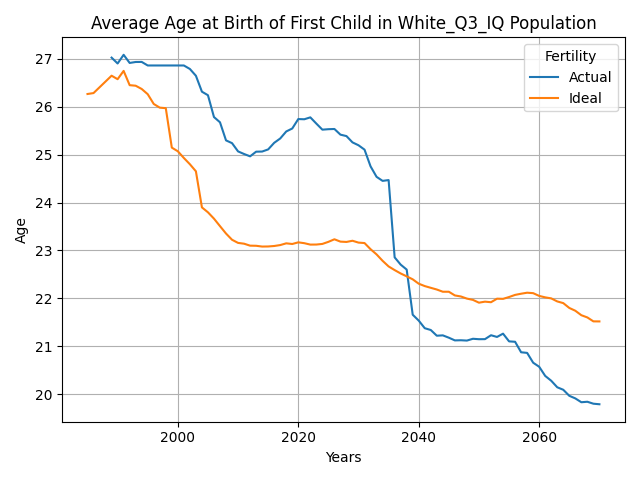 Average Age at Birth of First Child in White_Q3_IQ Population
Fertility
Actual
Ideal
Age
27
26
25
24
23
22
21
20
2000
2020
2040
2060
Years